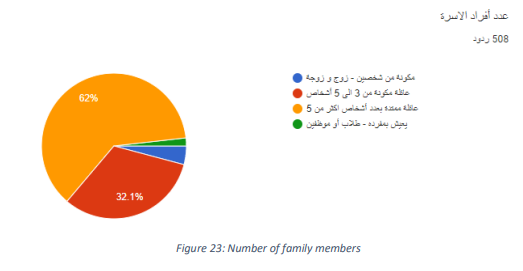 عدد أفراد الاسرة
508 ردود
مكونة من شخصين - زوج و زوجة
عائلة مكونة من 3 الى 5 أشخاص
عائلة ممتدة بعدد أشخاص اكثر من 5
يعيش بمفرده - طلاب أو موظفين
62%
32.1%
Figure 23: Number of family members